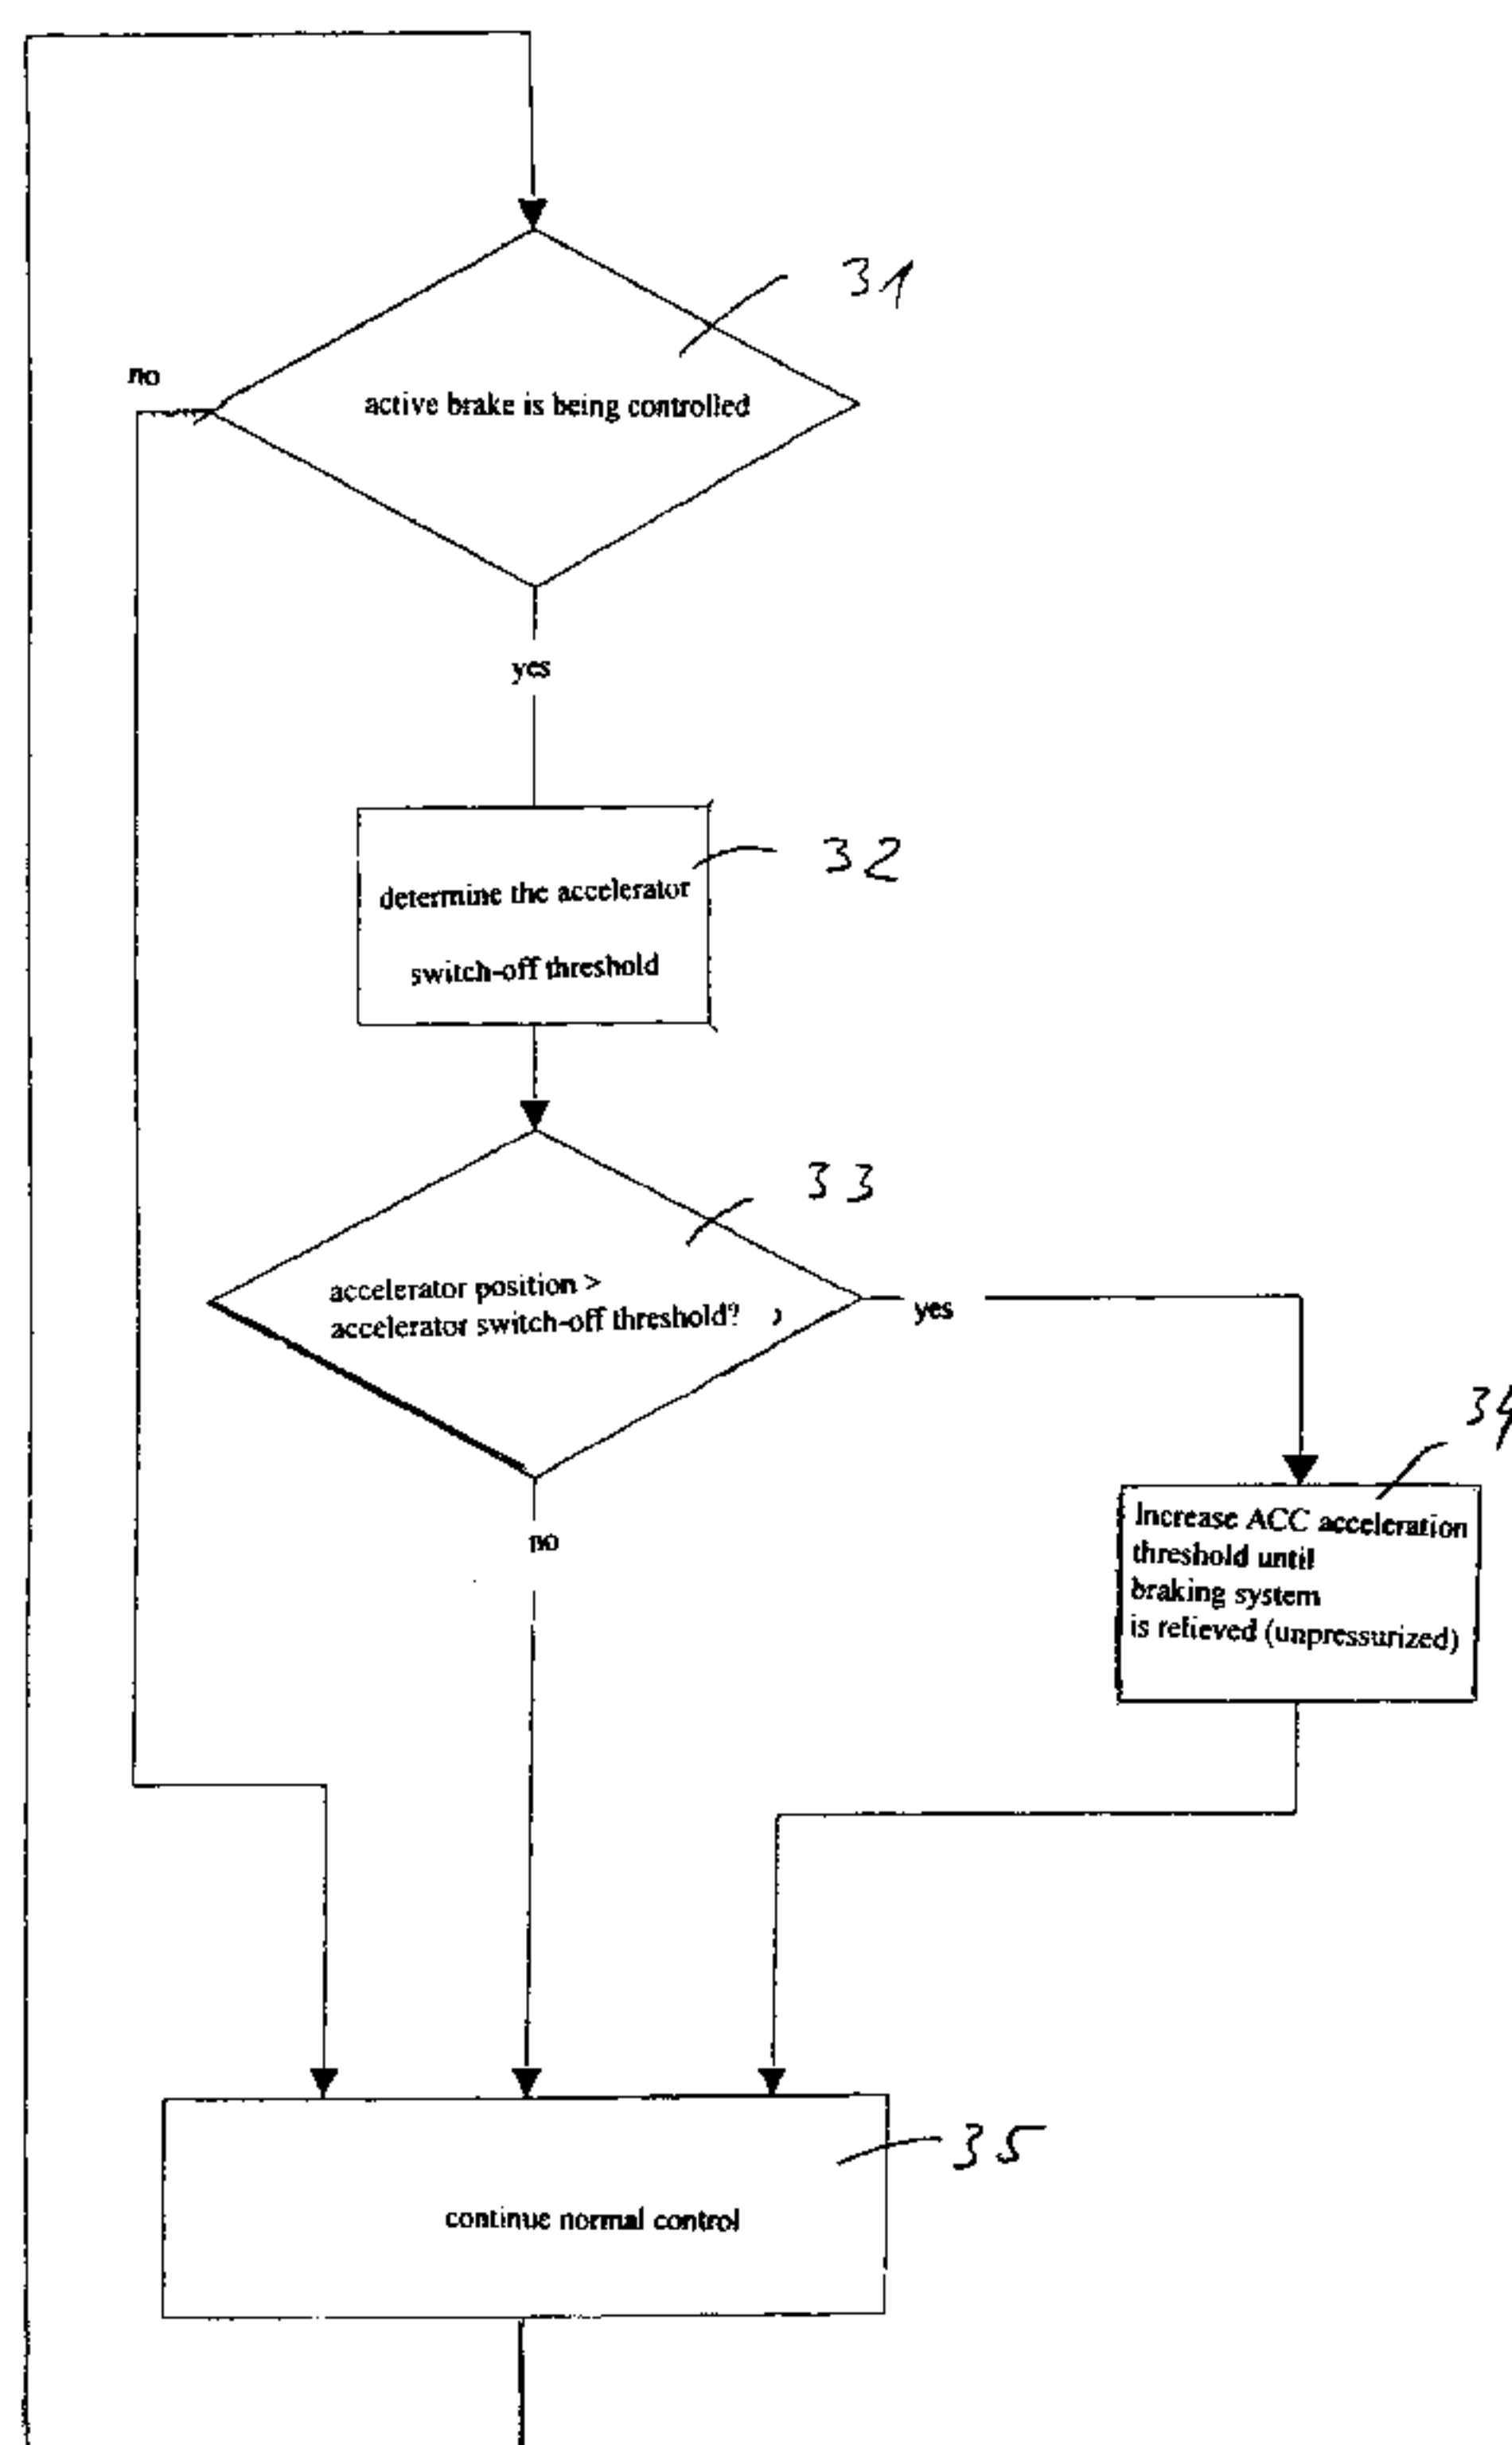 31
no
active brake is being controlled
yes
32
determine the accelerator
switch-off threshold
33
accelerator position >
accelerator switch-off threshold?
yes
34
no
Increase ACC acceleration
threshold until
braking system
is relieved (unpressurized)
35
continue normal control